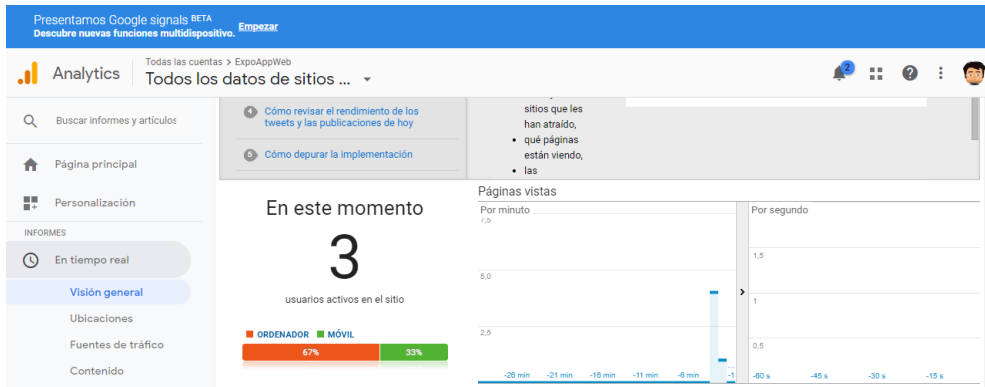 Presentamos Google signals BETA
Descubre nuevas funciones multidispositivo. Empezar
Analytics
Todas las cuentas > ExpoAppWeb
Todos los datos de sitios ...
2
Buscar informes y artículos
Página principal
Personalización
INFORMES
En tiempo real
Visión general
Ubicaciones
Fuentes de tráfico
Contenido
4 Cómo revisar el rendimiento de los
tweets y las publicaciones de hoy
5 Cómo depurar la implementación
sitios que les
han atraído,
• qué páginas
están viendo,
• las
En este momento
3
usuarios activos en el sitio
ORDENADOR MÓVIL
67% 33%
Páginas vistas
Por minuto
7,5
5,0
2,5
-26 min -21 min -16 min -11 min -6 min -1
Por segundo
1,5
1
0,5
-60 s -45 s -30 s -15 s